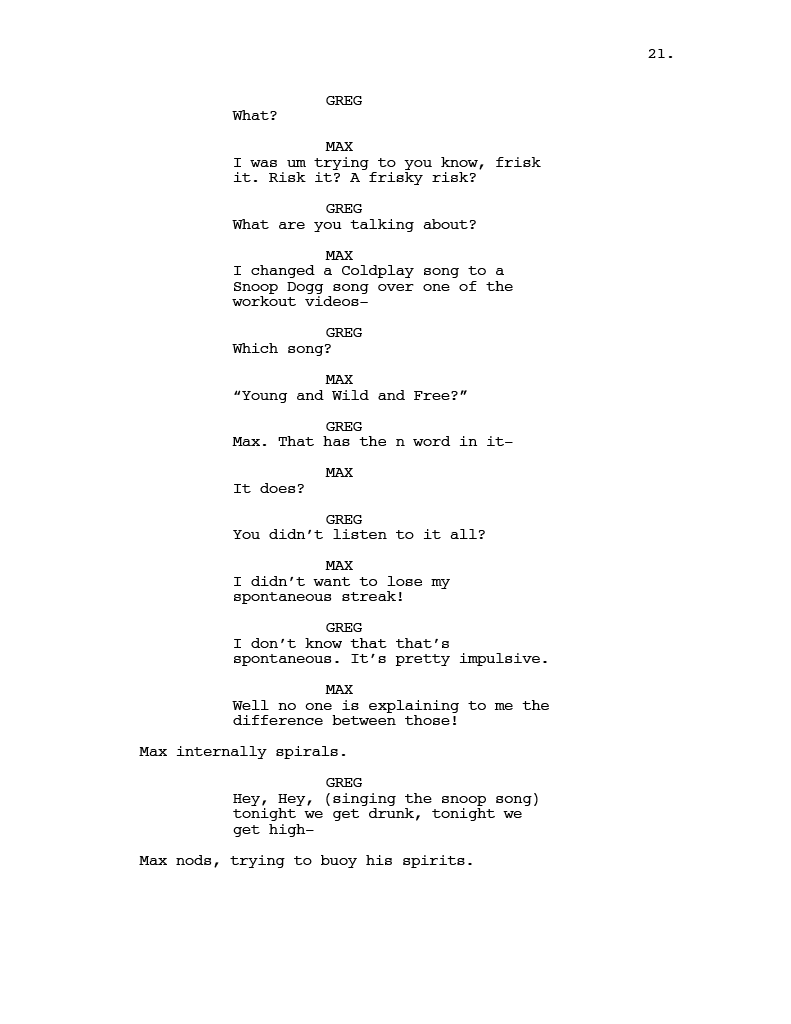 21.
GREG
What?
MAX
I was um trying to you know, frisk
it. Risk it? A frisky risk?
GREG
What are you talking about?
MAX
I changed a Coldplay song to a
Snoop Dogg song over one of the
workout videos–
GREG
Which song?
MAX
“Young and Wild and Free?”
GREG
Max. That has the n word in it–
MAX
It does?
GREG
You didn’t listen to it all?
MAX
I didn’t want to lose my
spontaneous streak!
GREG
I don’t know that that’s
spontaneous. It’s pretty impulsive.
MAX
Well no one is explaining to me the
difference between those!
Max internally spirals.
GREG
Hey, Hey, (singing the snoop song)
tonight we get drunk, tonight we
get high–
Max nods, trying to buoy his spirits.